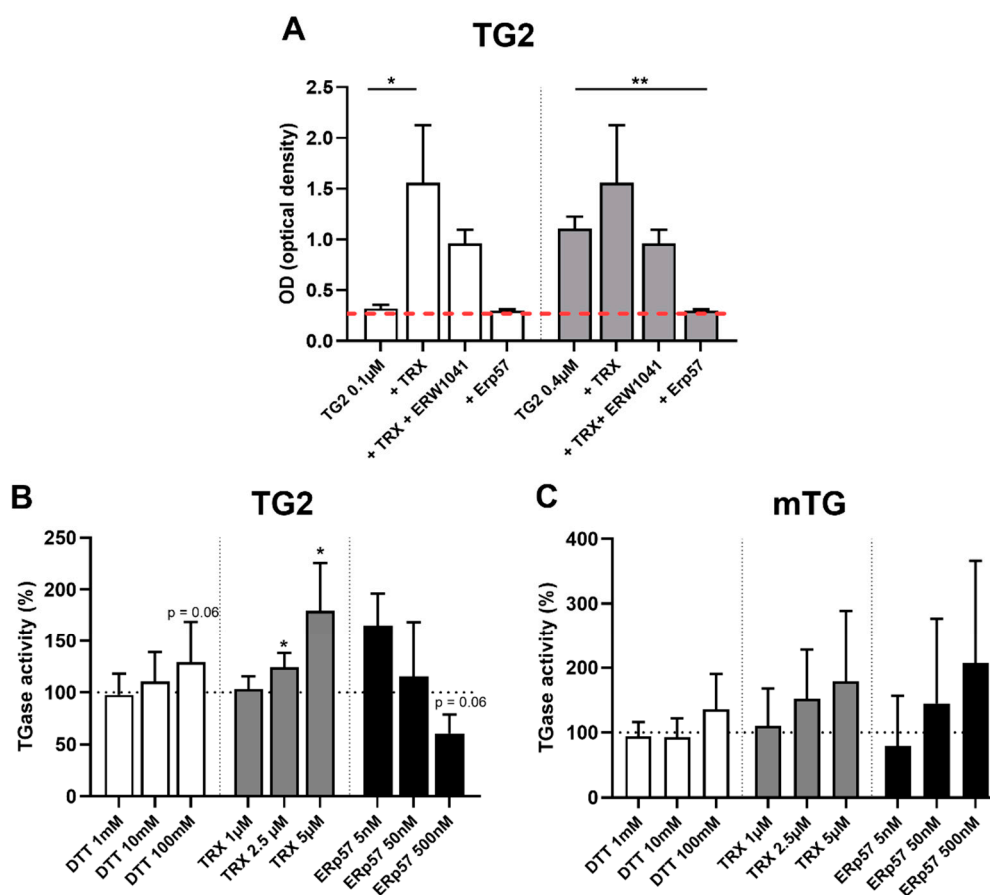 A
TG2
OD (optical density)
2.5
2.0
1.5
1.0
0.5
0.0
*
**
TG2 0.1μM
+ TRX
+ TRX + ERW1041
+ Erp57
TG2 0.4μM
+ TRX
+ TRX+ ERW1041
+ Erp57
B
TG2
TGase activity (%)
250
200
150
100
50
0
p = 0.06
*
*
p = 0.06
DTT 1mM
DTT 10mM
DTT 100mM
TRX 1μM
TRX 2.5 μM
TRX 5μM
ERp57 5nM
ERp57 50nM
ERp57 500nM
C
mTG
TGase activity (%)
400
300
200
100
0
DTT 1mM
DTT 10mM
DTT 100mM
TRX 1μM
TRX 2.5μM
TRX 5μM
ERp57 5nM
ERp57 50nM
ERp57 500nM